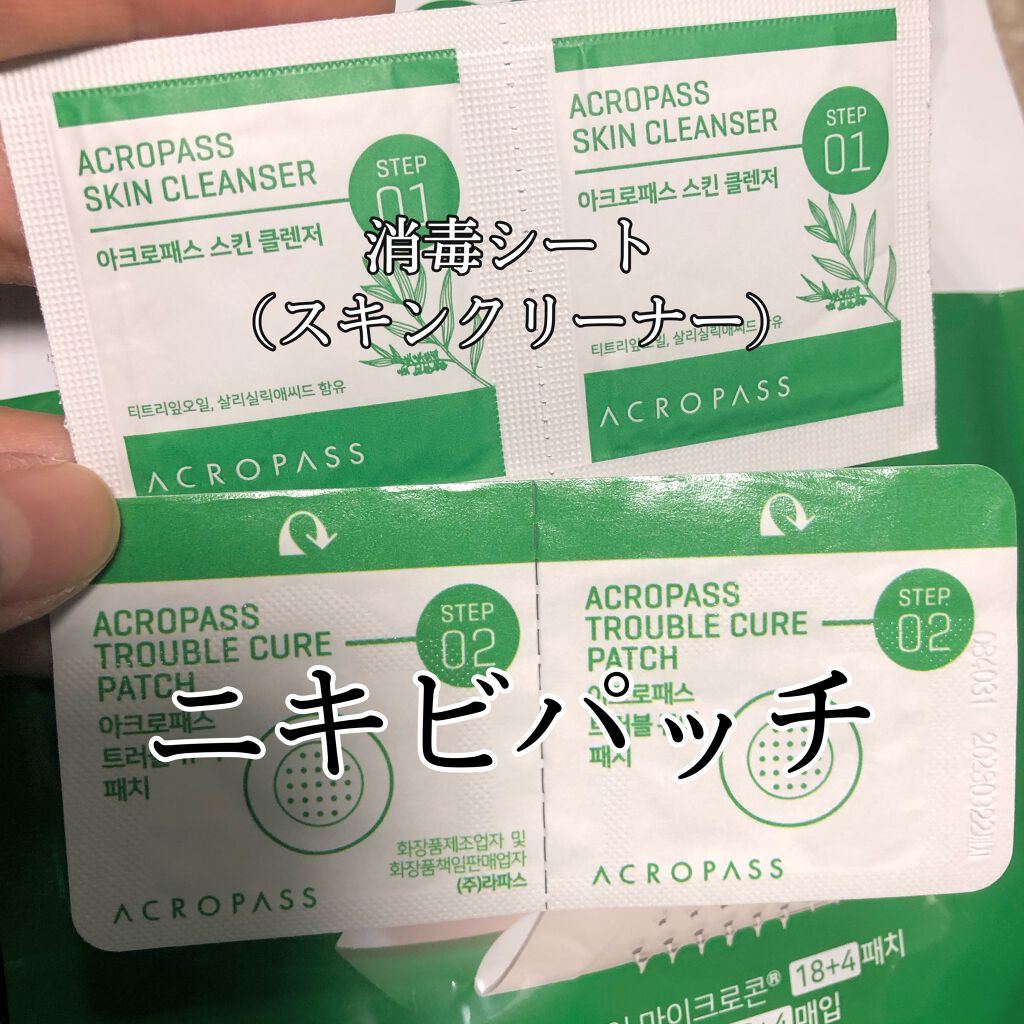 ACROPASS
SKIN CLEANSER
STEP
01
아크로패스 스킨 클렌저
티트리잎오일, 살리실릭애씨드 함유
ACROPASS
ACROPASS
SKIN CLEANSER
STEP
01
아크로패스 스킨 클렌저
티트리잎오일, 살리실릭애씨드 함유
ACROPASS
消毒シート
(スキンクリーナー)
ACROPASS
TROUBLE CURE
PATCH
STEP
02
아크로패스
패치
화장품제조업자 및
화장품책임판매업자
(주)라파스
ACROPASS
ACROPASS
TROUBLE CURE
PATCH
STEP
02
아크로패스
패치
ACROPASS
ニキビパッチ
마이크로콘® 18+4패치
매입